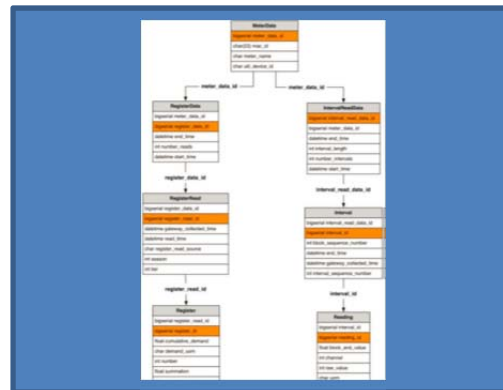 MeterData
bigserial meter_data_id
char(23) mac_id
char meter_name
char util_device_id
meter_data_id
meter_data_id
RegisterData
bigserial meter_data_id
bigserial register_data_id
datetime end_time
int number_reads
datetime start_time
register_data_id
RegisterRead
bigserial register_data_id
bigserial register_read_id
datetime gateway_collected_time
datetime read_time
char register_read_source
int season
int tier
register_read_id
Register
bigserial register_read_id
bigserial register_id
float cumulative_demand
char demand_uom
int number
float summation
IntervalReadData
bigserial interval_read_data_id
bigserial meter_data_id
datetime end_time
int interval_length
int number_intervals
datetime start_time
interval_read_data_id
Interval
bigserial interval_read_data_id
bigserial interval_id
int block_sequence_number
datetime end_time
datetime gateway_collected_time
int interval_sequence_number
interval_id
Reading
bigserial interval_id
bigserial reading_id
float block_end_value
int channel
int raw_value
char uom